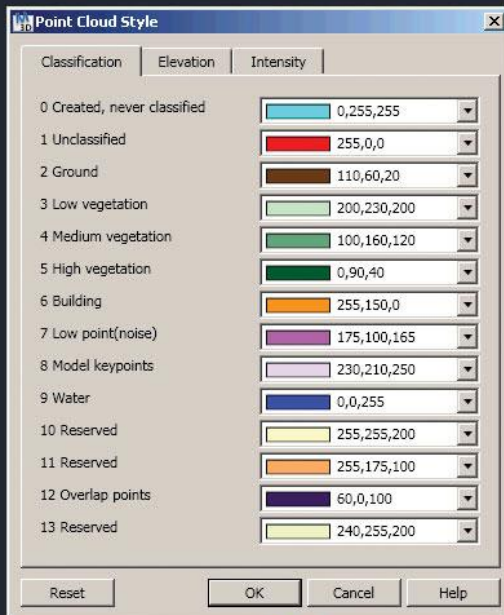 Point Cloud Style
Classification Elevation Intensity
0 Created, never classified 0,255,255
1 Unclassified 255,0,0
2 Ground 110,60,20
3 Low vegetation 200,230,200
4 Medium vegetation 100,160,120
5 High vegetation 0,90,40
6 Building 255,150,0
7 Low point(noise) 175,100,165
8 Model keypoints 230,210,250
9 Water 0,0,255
10 Reserved 255,255,200
11 Reserved 255,175,100
12 Overlap points 60,0,100
13 Reserved 240,255,200
Reset OK Cancel Help